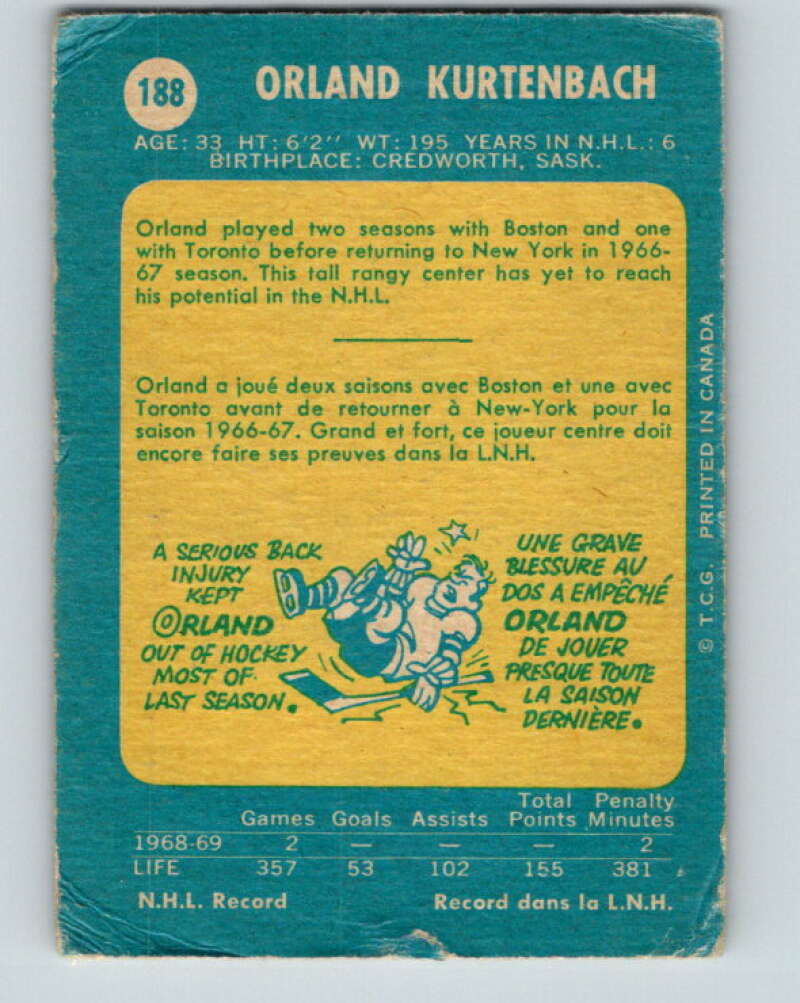 188 ORLAND KURTENBACH
AGE: 33 HT: 6'2'' WT: 195 YEARS IN N.H.L.: 6
BIRTHPLACE: CREDWORTH, SASK.
Orland played two seasons with Boston and one
with Toronto before returning to New York in 1966-
67 season. This tall rangy center has yet to reach
his potential in the N.H.L.
Orland a joué deux saisons avec Boston et une avec
Toronto avant de retourner à New-York pour la
saison 1966-67. Grand et fort, ce joueur centre doit
encore faire ses preuves dans la L.N.H.
A SERIOUS BACK
INJURY
KEPT
ORLAND
OUT OF HOCKEY
MOST OF
LAST SEASON.
UNE GRAVE
BLESSURE AU
DOS A EMPÊCHÉ
ORLAND
DE JOUER
PRESQUE TOUTE
LA SAISON
DERNIÈRE.
© T.C.G. PRINTED IN CANADA
Total Penalty
Games Goals Assists Points Minutes
1968-69 2 — — — 2
LIFE 357 53 102 155 381
N.H.L. Record Record dans la L.N.H.